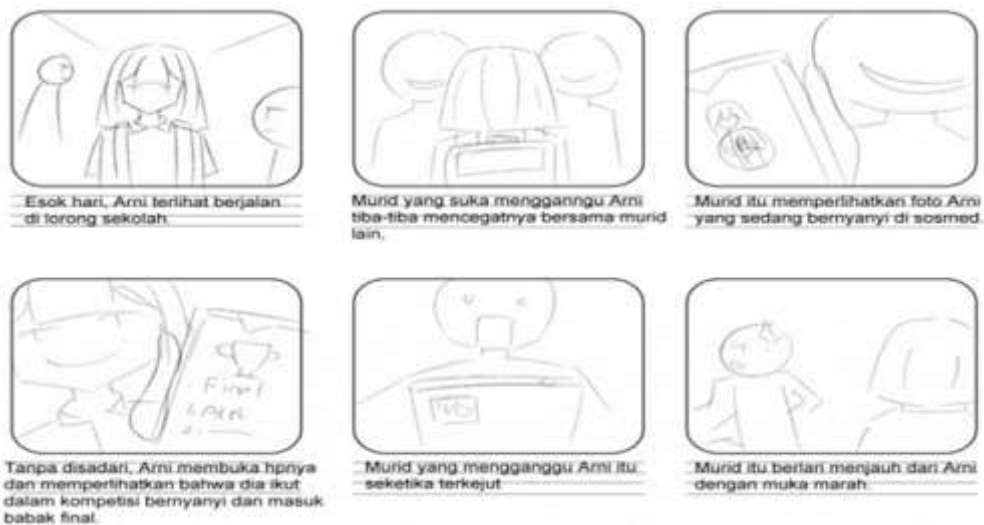 Esok hari, Arni terlihat berjalan
di lorong sekolah.
Murid yang suka mengganngu Arni
tiba-tiba mencegatnya bersama murid
lain,
Murid itu memperlihatkan foto Arni
yang sedang bernyanyi di sosmed.
Final
Tanpa disadari, Arni membuka hpnya
dan memperlihatkan bahwa dia ikut
dalam kompetisi bernyanyi dan masuk
babak final.
Murid yang mengganggu Arni itu
seketika terkejut
Murid itu berlari menjauh dari Arni
dengan muka marah.